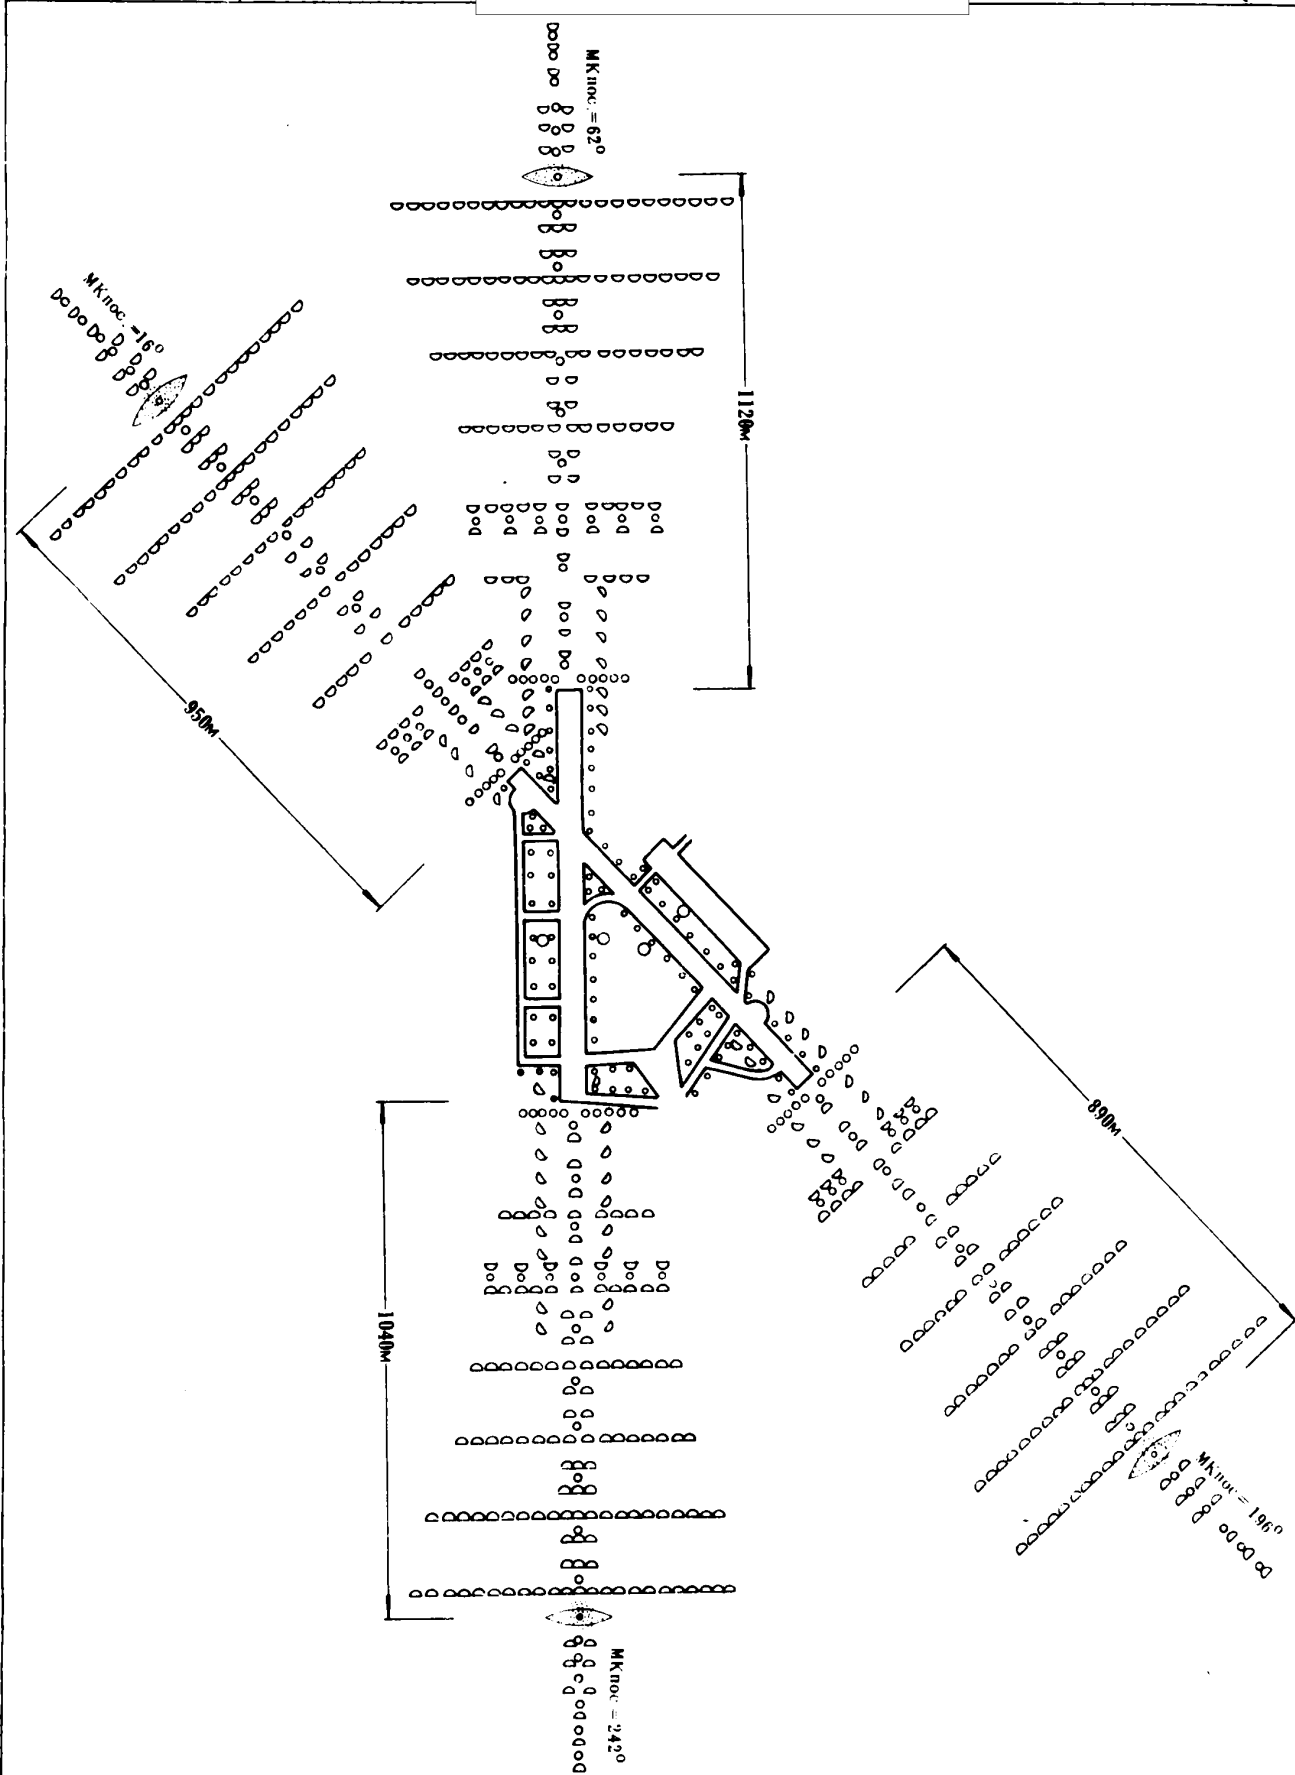 МКпос. = 62°
МКпос. = 16°
1120м
950м
890м
1040м
МКпос = 196°
МКпос = 242°